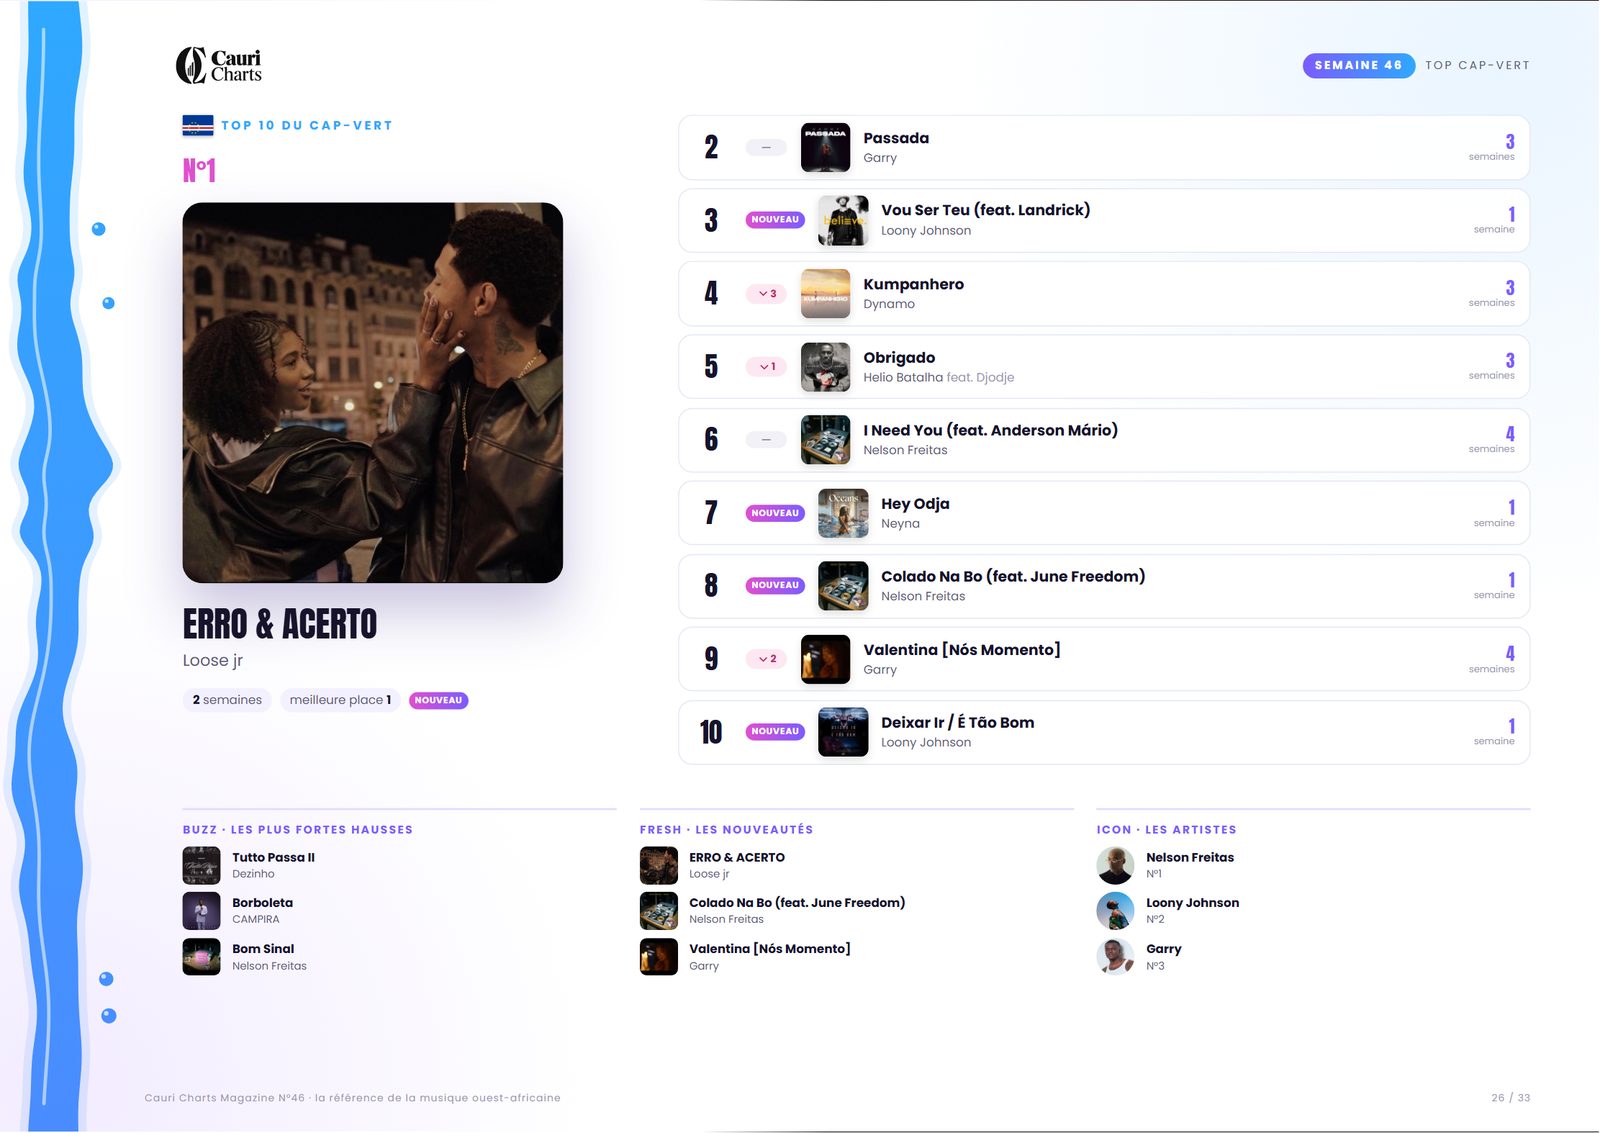 Cauri
Charts
SEMAINE 46 TOP CAP-VERT
TOP 10 DU CAP-VERT
N°1
ERRO & ACERTO
Loose jr
2 semaines meilleure place 1 NOUVEAU
2 — PASSADA Passada 3
Garry semaines
3 NOUVEAU believe Vou Ser Teu (feat. Landrick) 1
Loony Johnson semaine
4 3 KUMPANHERO Kumpanhero 3
Dynamo semaines
5 1 Obrigado 3
Helio Batalha feat. Djodje semaines
6 — I Need You (feat. Anderson Mário) 4
Nelson Freitas semaines
7 NOUVEAU Oceans Hey Odja 1
Neyna semaine
8 NOUVEAU Colado Na Bo (feat. June Freedom) 1
Nelson Freitas semaine
9 2 Valentina [Nós Momento] 4
Garry semaines
10 NOUVEAU Deixar Ir / É Tão Bom 1
Loony Johnson semaine
BUZZ · LES PLUS FORTES HAUSSES
Tutto Passa II
Dezinho
Borboleta
CAMPIRA
Bom Sinal
Nelson Freitas
FRESH · LES NOUVEAUTÉS
ERRO & ACERTO
Loose jr
Colado Na Bo (feat. June Freedom)
Nelson Freitas
Valentina [Nós Momento]
Garry
ICON · LES ARTISTES
Nelson Freitas
N°1
Loony Johnson
N°2
Garry
N°3
Cauri Charts Magazine N°46 · la référence de la musique ouest-africaine
26 / 33